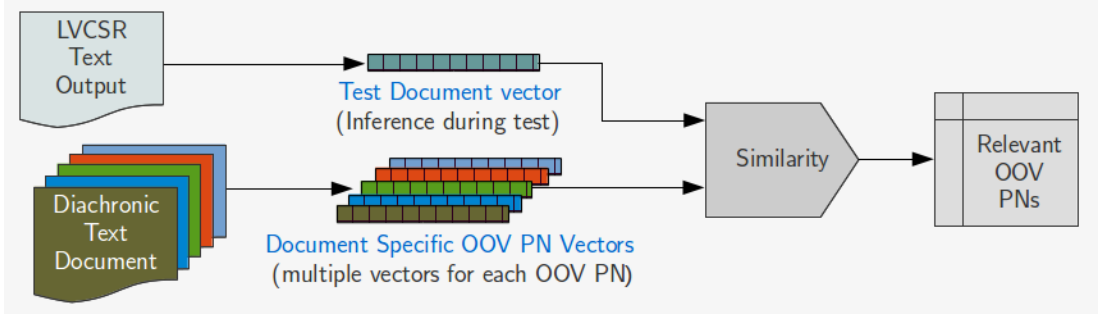 LVCSR
Text
Output
Test Document vector
(Inference during test)
Similarity
Relevant
OOV
PNs
Diachronic
Text
Document
Document Specific OOV PN Vectors
(multiple vectors for each OOV PN)